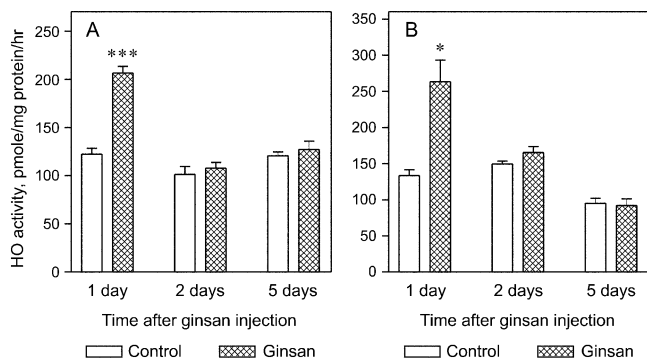 A
B
HO activity, pmole/mg protein/hr
250
200
150
100
50
0
***
1 day
2 days
5 days
Time after ginsan injection
Control
Ginsan
350
300
250
200
150
100
50
0
*
1 day
2 days
5 days
Time after ginsan injection
Control
Ginsan